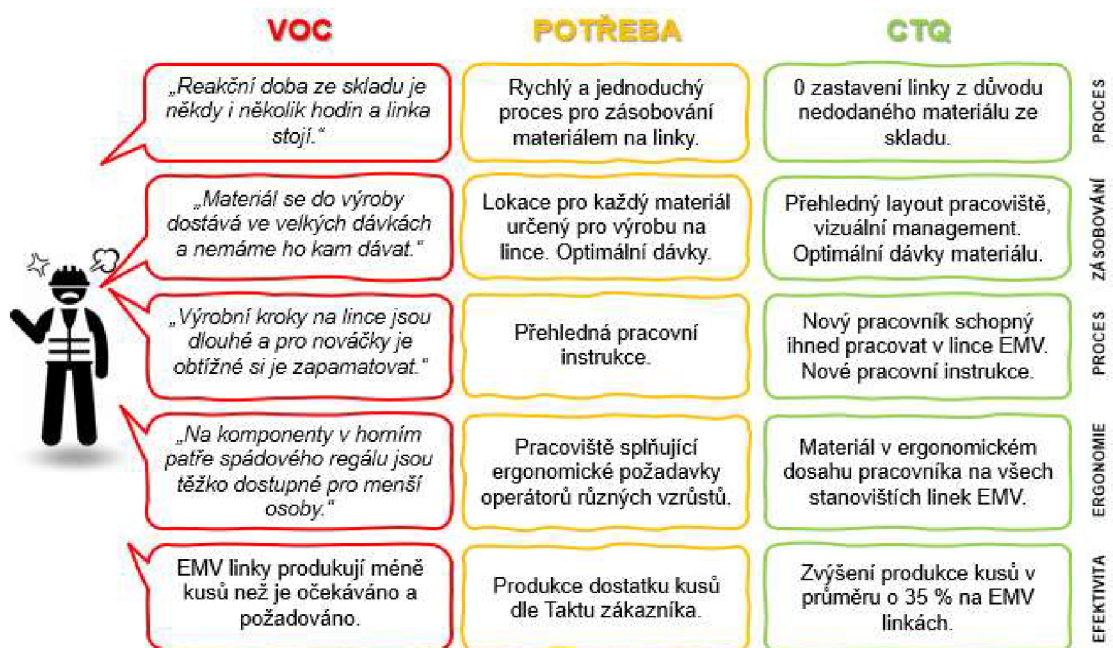 VOC
POTŘEBA
CTQ
„Reakční doba ze skladu je
někdy i několik hodin a linka
stojí.“
Rychlý a jednoduchý
proces pro zásobování
materiálem na linky.
0 zastavení linky z důvodu
nedodaného materiálu ze
skladu.
PROCES
„Materiál se do výroby
dostává ve velkých dávkách
a nemáme ho kam dávat.“
Lokace pro každý materiál
určený pro výrobu na
lince. Optimální dávky.
Přehledný layout pracoviště,
vizuální management.
Optimální dávky materiálu.
ZÁSOBOVÁNÍ
„Výrobní kroky na lince jsou
dlouhé a pro nováčky je
obtížné si je zapamatovat.“
Přehledná pracovní
instrukce.
Nový pracovník schopný
ihned pracovat v lince EMV.
Nové pracovní instrukce.
PROCES
„Na komponenty v horním
patře spádového regálu jsou
těžko dostupné pro menší
osoby.“
Pracoviště splňující
ergonomické požadavky
operátorů různých vzrůstů.
Materiál v ergonomickém
dosahu pracovníka na všech
stanovištích linek EMV.
ERGONOMIE
EMV linky produkují méně
kusů než je očekáváno a
požadováno.
Produkce dostatku kusů
dle Taktu zákazníka.
Zvýšení produkce kusů v
průměru o 35 % na EMV
linkách.
EFEKTIVITA